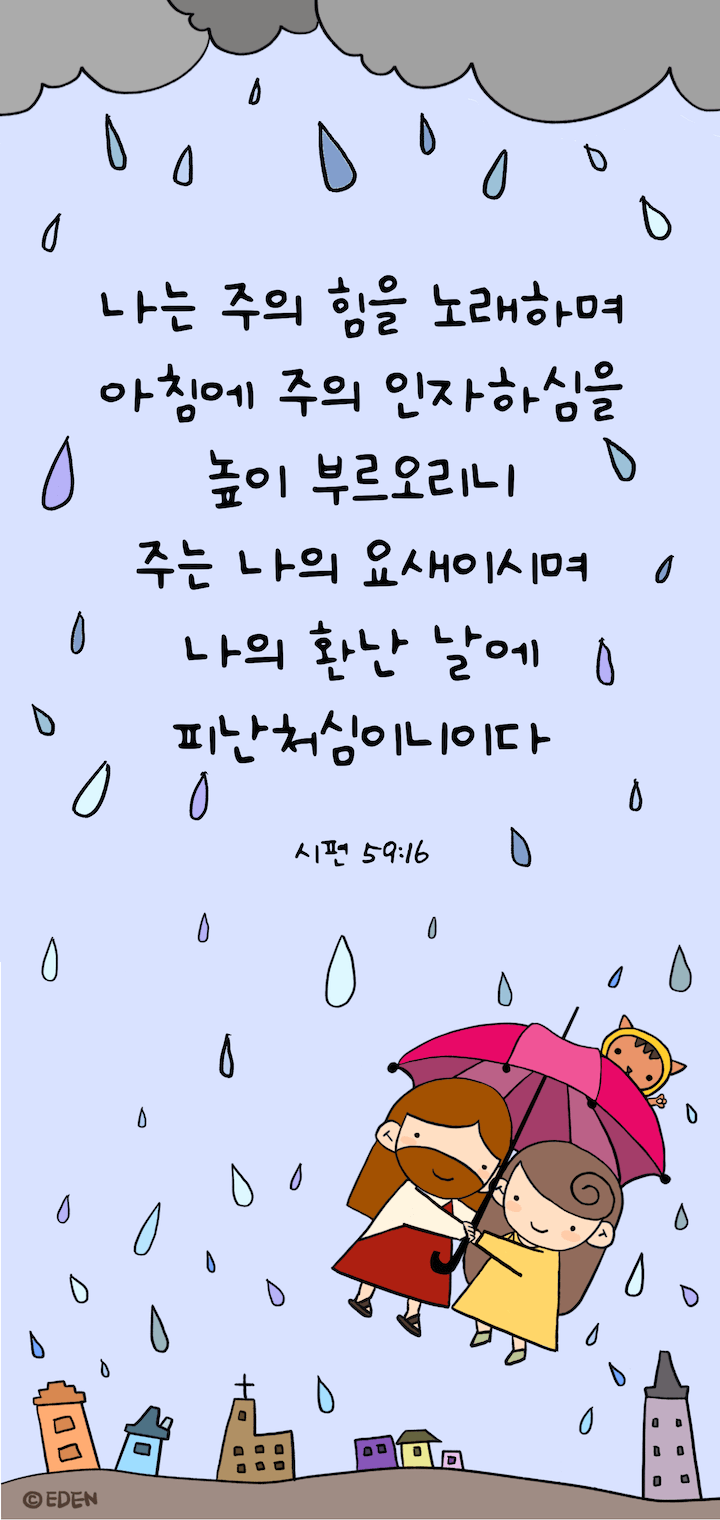 나는 주의 힘을 노래하며
아침에 주의 인자하심을
높이 부르오리니
주는 나의 요새이시며
나의 환난 날에
피난처심이니이다
시편 59:16
©EDEN